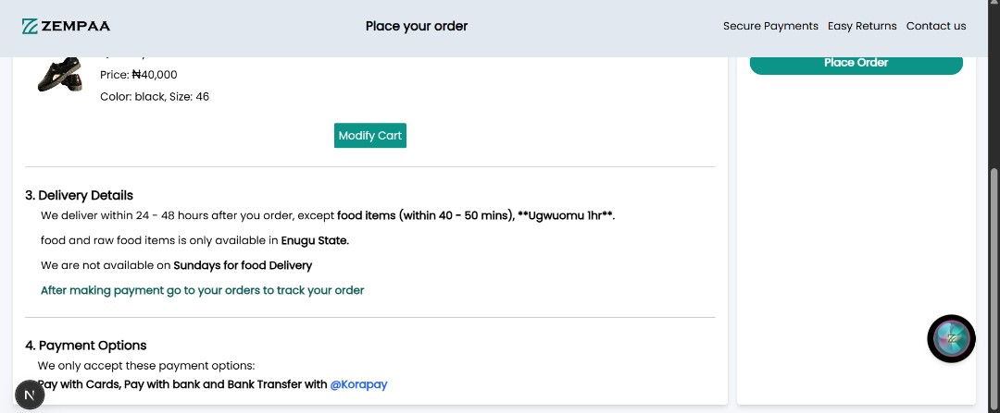 ZEMPAA
Place your order
Secure Payments Easy Returns Contact us
Price: ₦40,000
Place Order
Color: black, Size: 46
Modify Cart
3. Delivery Details
We deliver within 24 - 48 hours after you order, except food items (within 40 - 50 mins), **Ugwuomu 1hr**.
food and raw food items is only available in Enugu State.
We are not available on Sundays for food Delivery
After making payment go to your orders to track your order
4. Payment Options
We only accept these payment options:
Pay with Cards, Pay with bank and Bank Transfer with @Korapay
N